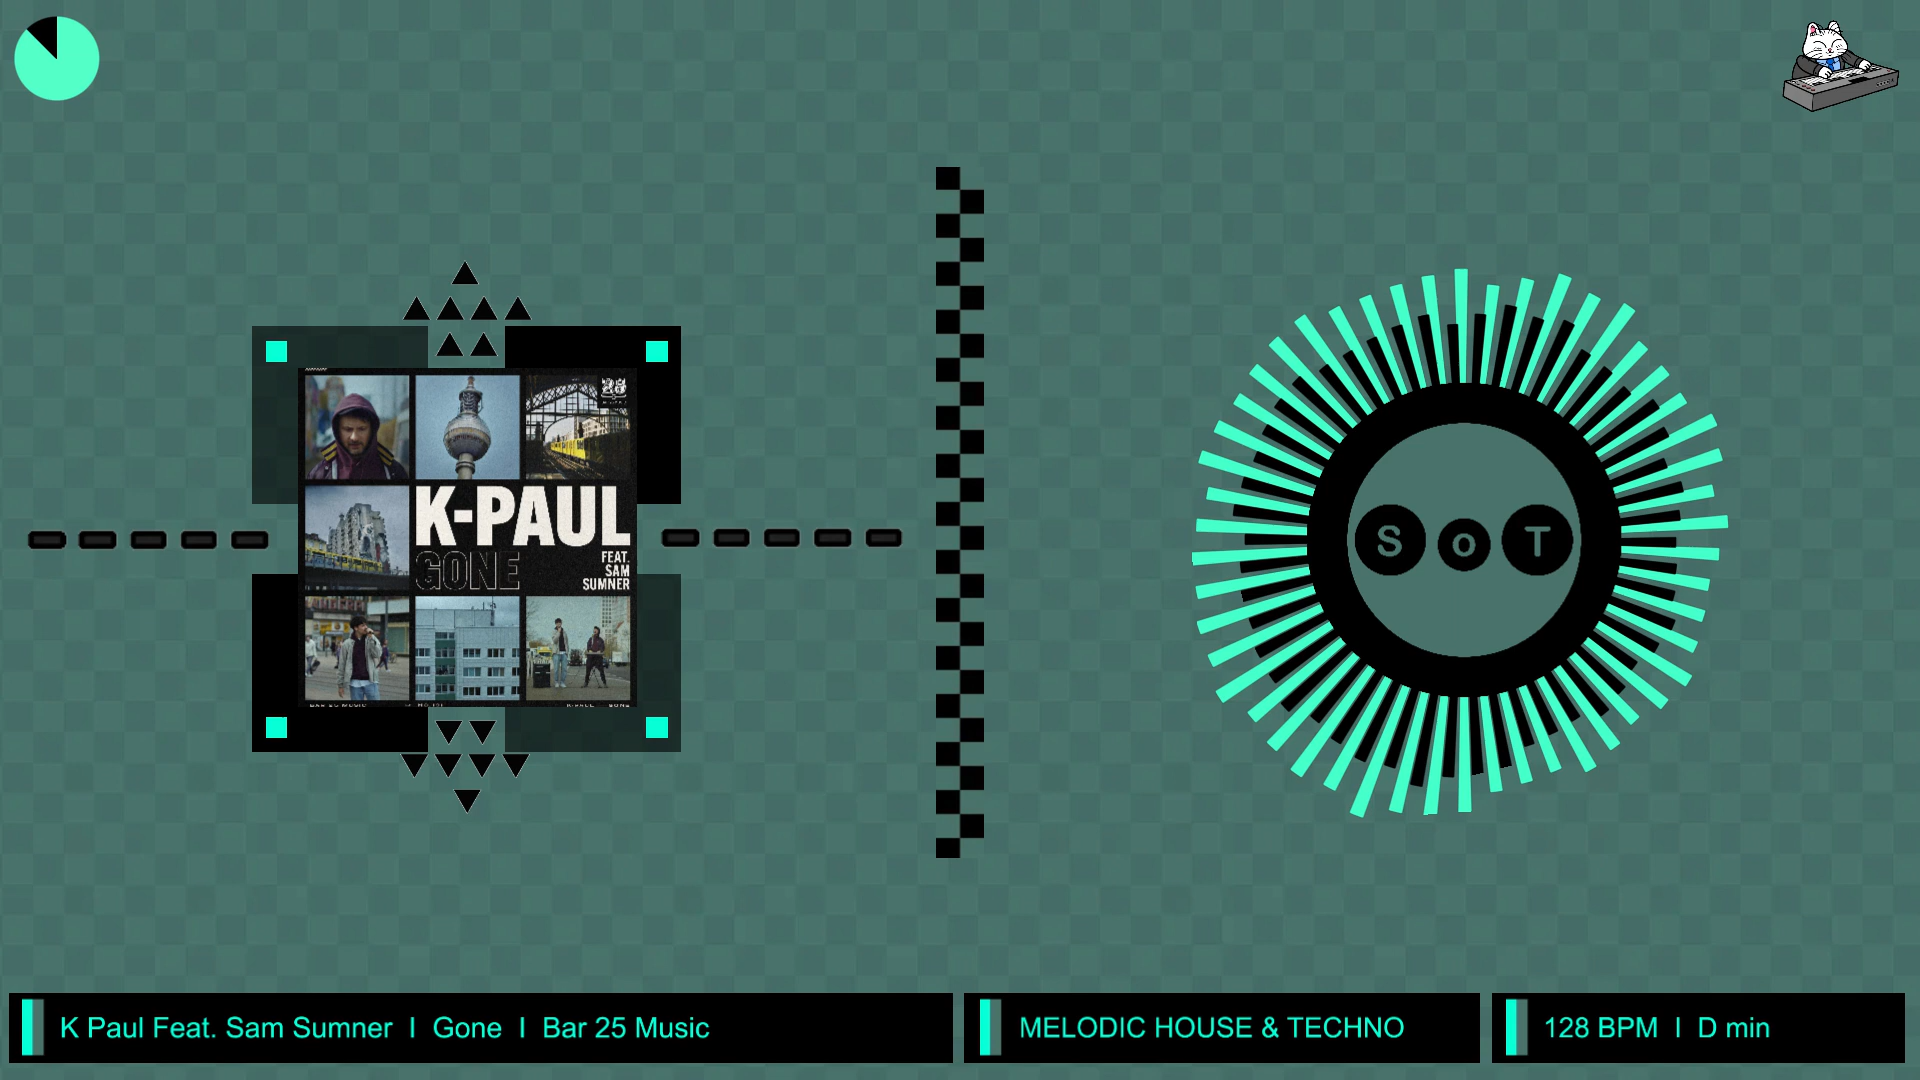 K-PAUL
GONE
FEAT.
SAM
SUMNER
S o T
K Paul Feat. Sam Sumner I Gone I Bar 25 Music
MELODIC HOUSE & TECHNO
128 BPM I D min